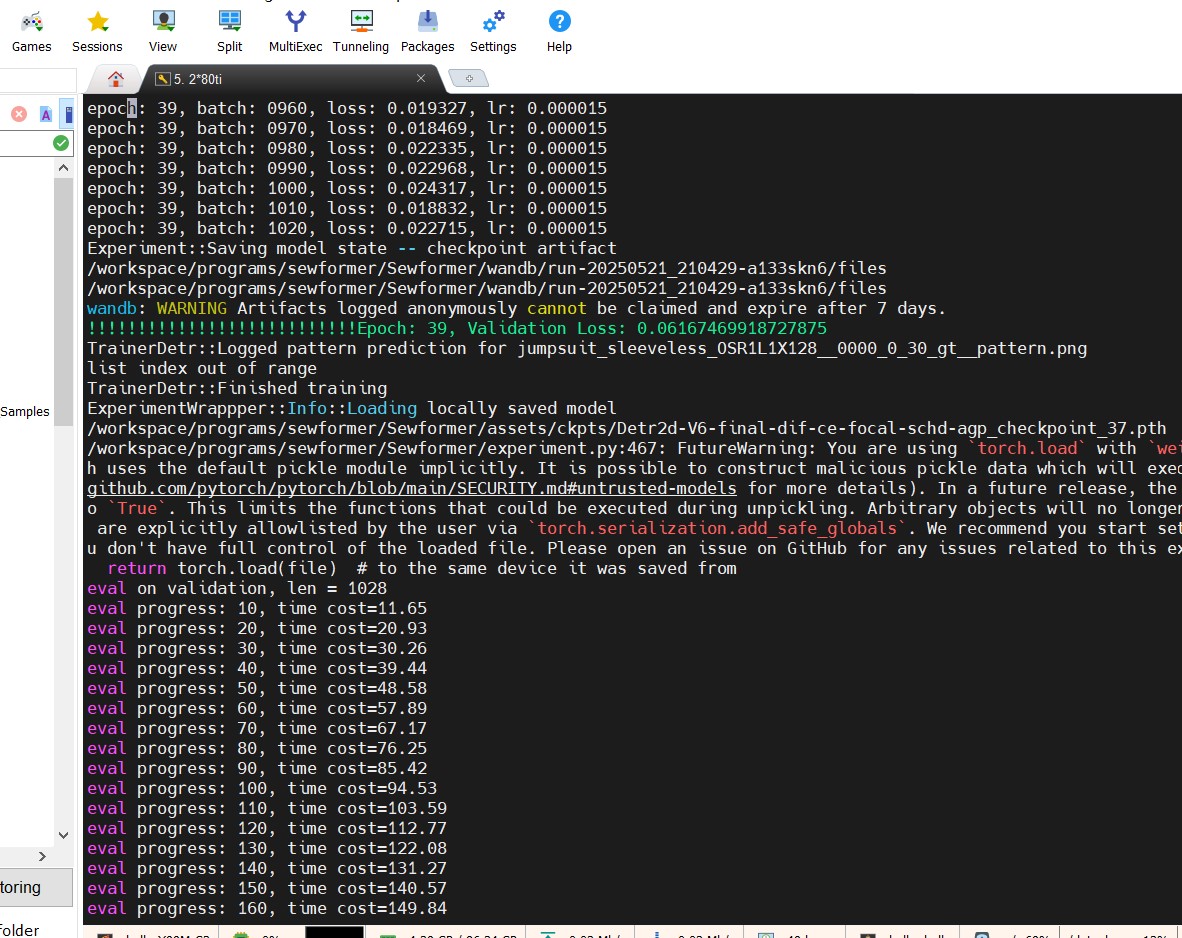 Games Sessions View Split MultiExec Tunneling Packages Settings Help
5. 2*80ti
epoch: 39, batch: 0960, loss: 0.019327, lr: 0.000015
epoch: 39, batch: 0970, loss: 0.018469, lr: 0.000015
epoch: 39, batch: 0980, loss: 0.022335, lr: 0.000015
epoch: 39, batch: 0990, loss: 0.022968, lr: 0.000015
epoch: 39, batch: 1000, loss: 0.024317, lr: 0.000015
epoch: 39, batch: 1010, loss: 0.018832, lr: 0.000015
epoch: 39, batch: 1020, loss: 0.022715, lr: 0.000015
Experiment::Saving model state -- checkpoint artifact
/workspace/programs/sewformer/Sewformer/wandb/run-20250521_210429-a133skn6/files
/workspace/programs/sewformer/Sewformer/wandb/run-20250521_210429-a133skn6/files
wandb: WARNING Artifacts logged anonymously cannot be claimed and expire after 7 days.
!!!!!!!!!!!!!!!!!!!!!!!!!!!Epoch: 39, Validation Loss: 0.06167469918727875
TrainerDetr::Logged pattern prediction for jumpsuit_sleeveless_OSR1L1X128__0000_0_30_gt__pattern.png
list index out of range
TrainerDetr::Finished training
ExperimentWrappper::Info::Loading locally saved model
/workspace/programs/sewformer/Sewformer/assets/ckpts/Detr2d-V6-final-dif-ce-focal-schd-agp_checkpoint_37.pth
/workspace/programs/sewformer/Sewformer/experiment.py:467: FutureWarning: You are using `torch.load` with `wei
h uses the default pickle module implicitly. It is possible to construct malicious pickle data which will exec
github.com/pytorch/pytorch/blob/main/SECURITY.md#untrusted-models for more details). In a future release, the
o `True`. This limits the functions that could be executed during unpickling. Arbitrary objects will no longer
are explicitly allowlisted by the user via `torch.serialization.add_safe_globals`. We recommend you start set
u don't have full control of the loaded file. Please open an issue on GitHub for any issues related to this ex
return torch.load(file) # to the same device it was saved from
eval on validation, len = 1028
eval progress: 10, time cost=11.65
eval progress: 20, time cost=20.93
eval progress: 30, time cost=30.26
eval progress: 40, time cost=39.44
eval progress: 50, time cost=48.58
eval progress: 60, time cost=57.89
eval progress: 70, time cost=67.17
eval progress: 80, time cost=76.25
eval progress: 90, time cost=85.42
eval progress: 100, time cost=94.53
eval progress: 110, time cost=103.59
eval progress: 120, time cost=112.77
eval progress: 130, time cost=122.08
eval progress: 140, time cost=131.27
eval progress: 150, time cost=140.57
eval progress: 160, time cost=149.84
Samples
toring
folder